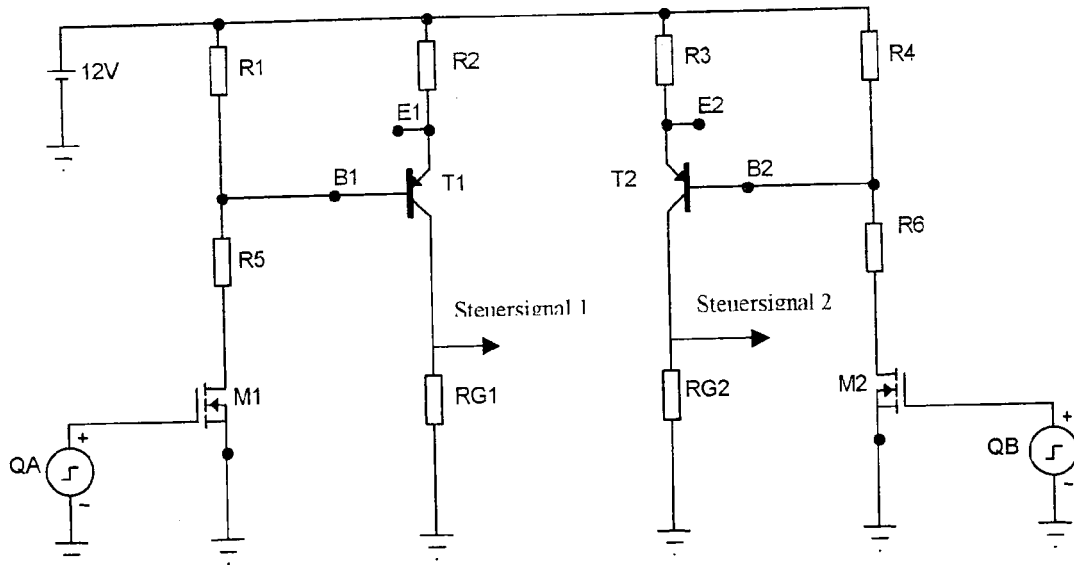 12V
R1
R2
R3
R4
E1
E2
B1
T1
T2
B2
R5
R6
Steuersignal 1
Steuersignal 2
M1
RG1
RG2
M2
+
+
QA
QB
−
−